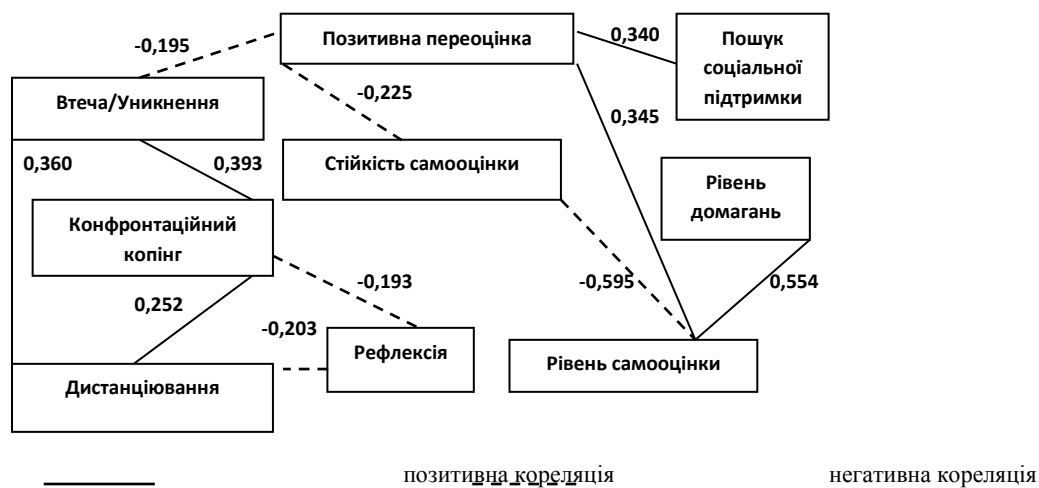 Позитивна переоцінка
0,340
Пошук
соціальної
підтримки
-0,195
Втеча/Уникнення
-0,225
0,345
0,360
0,393
Стійкість самооцінки
Рівень
домагань
Конфронтаційний
копінг
-0,193
-0,595
0,554
0,252
-0,203
Рефлексія
Рівень самооцінки
Дистанціювання
позитивна кореляція
негативна кореляція